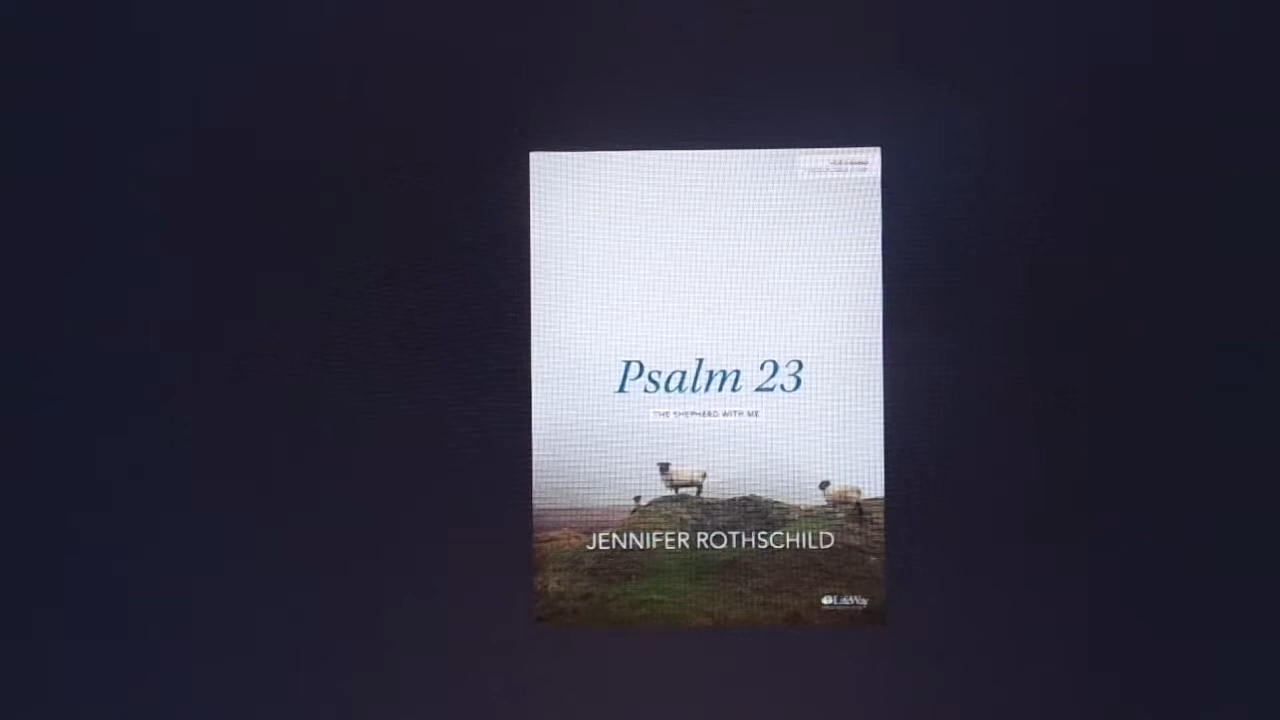 Psalm 23
THE SHEPHERD WITH ME
JENNIFER ROTHSCHILD
LifeWay